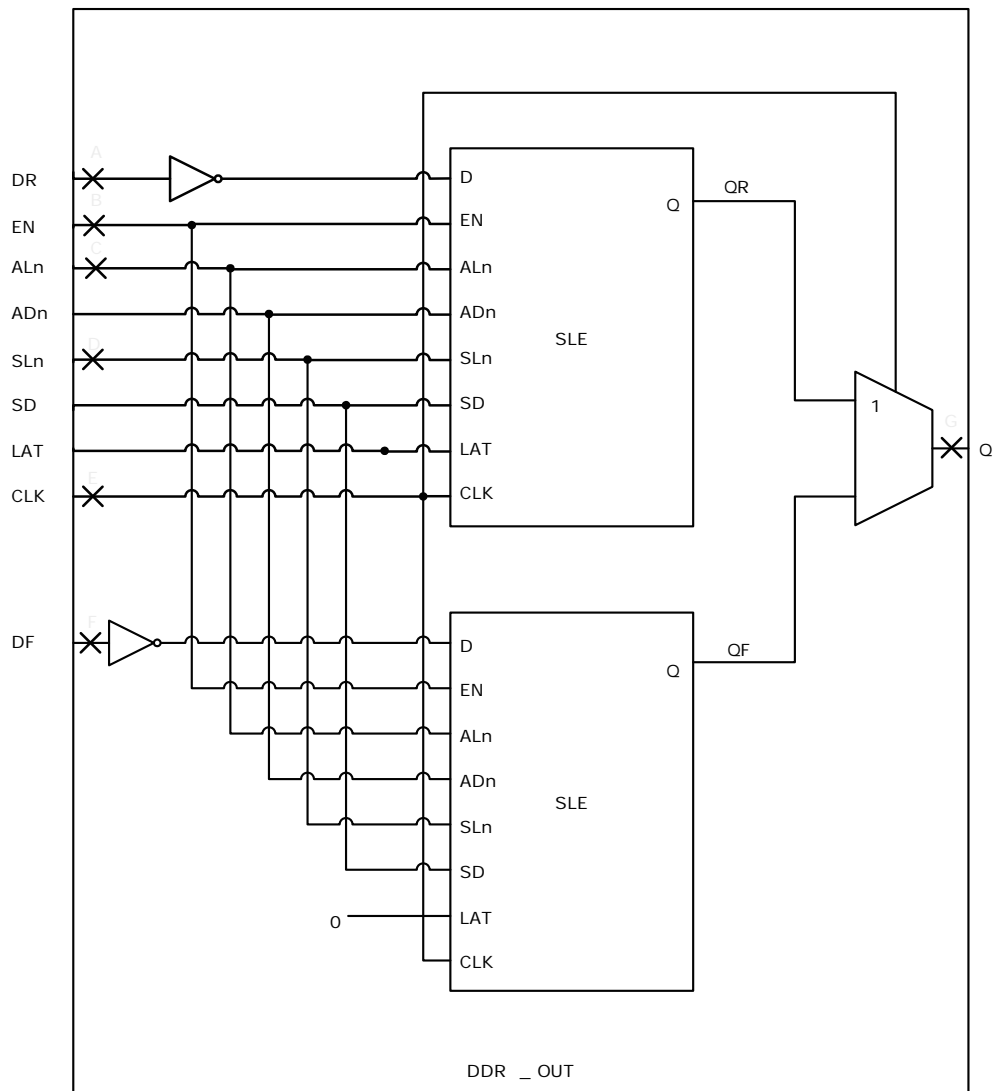 A
DR
D
B
QR
EN
EN
Q
C
ALn
ALn
ADn
ADn
SLE
D
SLn
SLn
SD
SD
1
G
LAT
LAT
Q
E
CLK
CLK
F
DF
D
QF
Q
EN
ALn
ADn
SLE
SLn
SD
0
LAT
CLK
DDR _ OUT